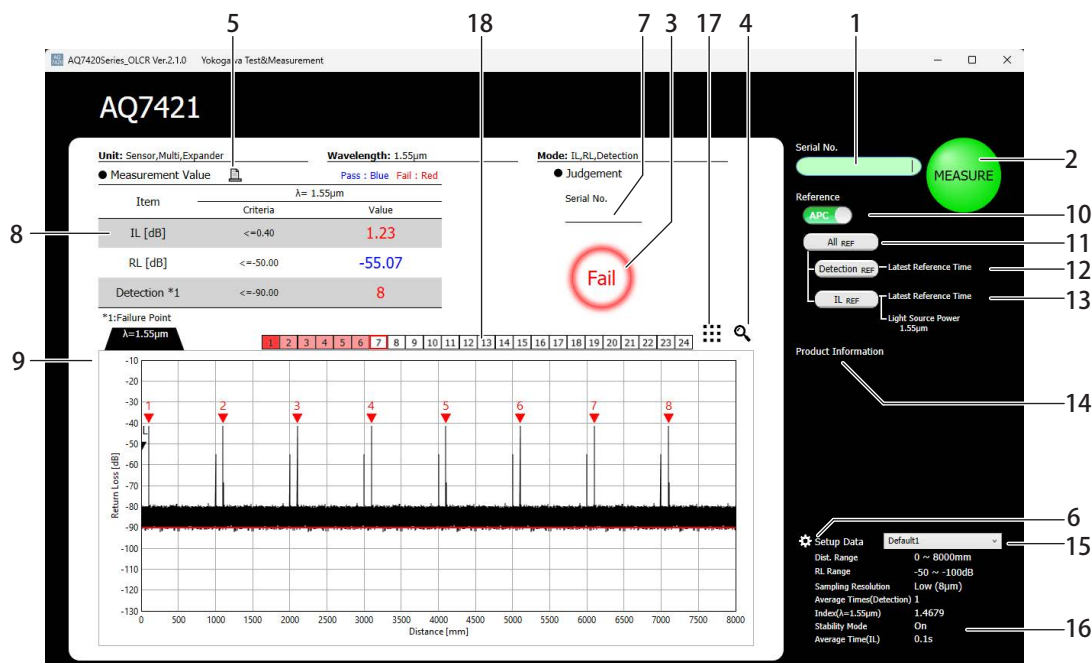 5 18 7 3 17 4 1
AQ7420Series_OLCR Ver.2.1.0 Yokogawa Test&Measurement
AQ7421
Unit: Sensor,Multi,Expander Wavelength: 1.55μm Mode: IL,RL,Detection
● Measurement Value Pass : Blue Fail : Red ● Judgement
Item λ= 1.55μm
Criteria Value
IL [dB] <=0.40 1.23
RL [dB] <=-50.00 -55.07
Detection *1 <=-90.00 8
*1:Failure Point
Serial No.
Fail
8
9
λ=1.55μm
1 2 3 4 5 6 7 8 9 10 11 12 13 14 15 16 17 18 19 20 21 22 23 24
1 2 3 4 5 6 7 8
L
Return Loss [dB]
-10
-20
-30
-40
-50
-60
-70
-80
-90
-100
-110
-120
-130
0 500 1000 1500 2000 2500 3000 3500 4000 4500 5000 5500 6000 6500 7000 7500 8000
Distance [mm]
Serial No.
MEASURE
2
Reference
APC
10
All REF
11
Detection REF Latest Reference Time
12
IL REF Latest Reference Time
13
Light Source Power
1.55μm
Product Information
14
6
Setup Data Default1
15
Dist. Range 0 ~ 8000mm
RL Range -50 ~ -100dB
Sampling Resolution Low (8μm)
Average Times(Detection) 1
Index(λ=1.55μm) 1.4679
Stability Mode On
Average Time(IL) 0.1s
16